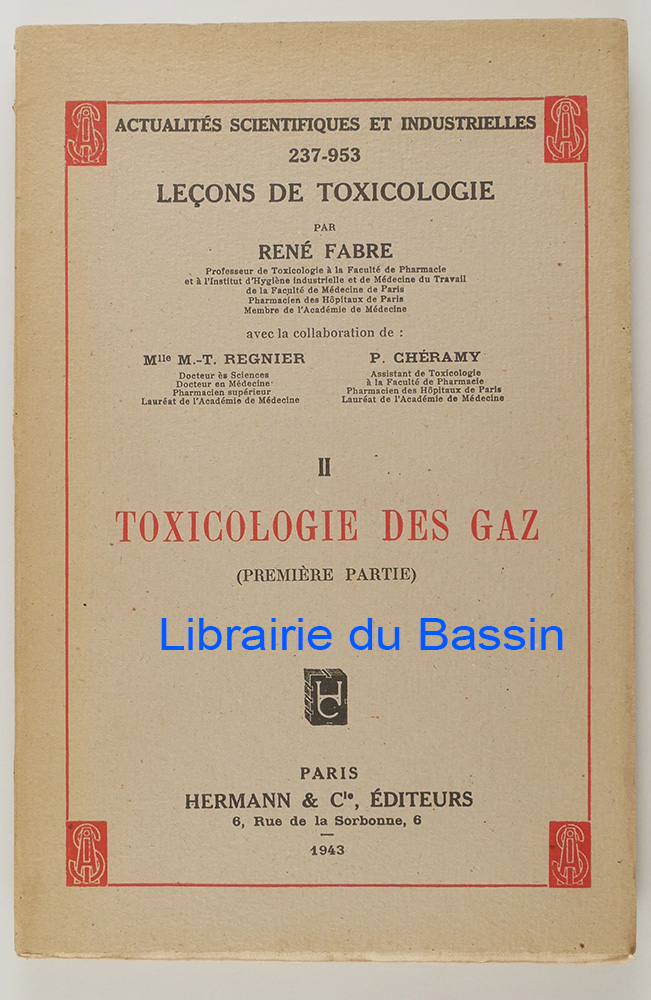 ACTUALITÉS SCIENTIFIQUES ET INDUSTRIELLES
237-953
LEÇONS DE TOXICOLOGIE
PAR
RENÉ FABRE
Professeur de Toxicologie à la Faculté de Pharmacie
et à l'Institut d'Hygiène industrielle et de Médecine du Travail
de la Faculté de Médecine de Paris
Pharmacien des Hôpitaux de Paris
Membre de l'Académie de Médecine
avec la collaboration de :
Mlle M.-T. REGNIER
Docteur ès Sciences
Docteur en Médecine
Pharmacien supérieur
Lauréat de l'Académie de Médecine
P. CHÉRAMY
Assistant de Toxicologie
à la Faculté de Pharmacie
Pharmacien des Hôpitaux de Paris
Lauréat de l'Académie de Médecine
II
TOXICOLOGIE DES GAZ
(PREMIÈRE PARTIE)
Librairie du Bassin
HC
PARIS
HERMANN & Cie, ÉDITEURS
6, Rue de la Sorbonne, 6
1943